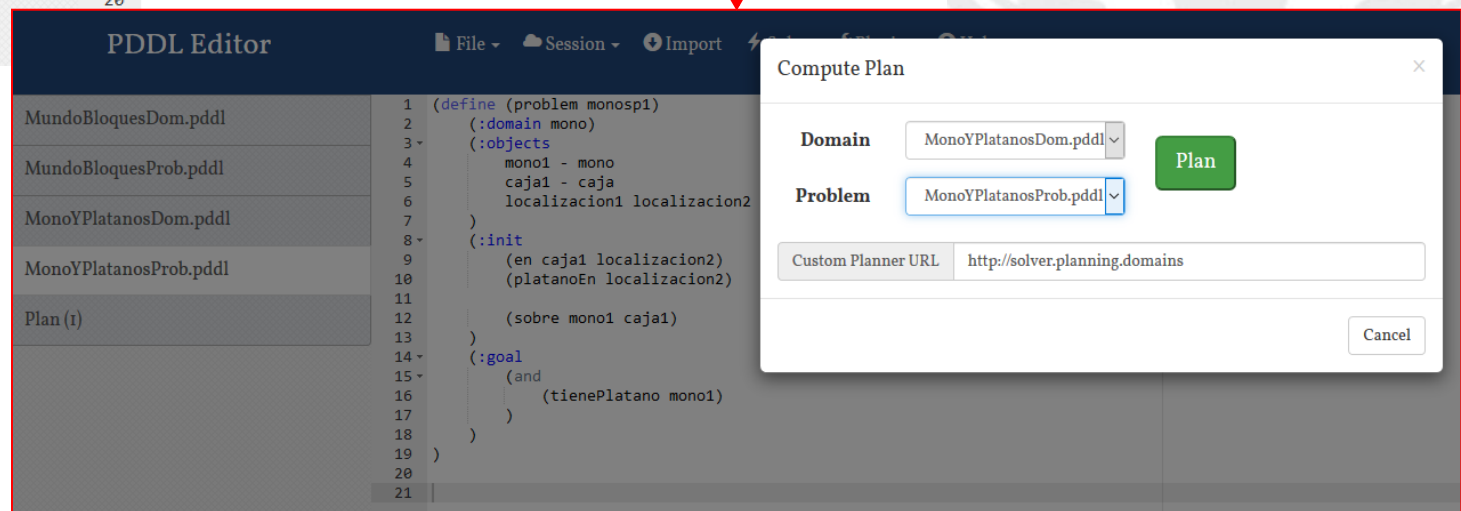 20
PDDL Editor
File Session Import
Compute Plan ×
MundoBloquesDom.pddl
MundoBloquesProb.pddl
MonoYPlatanosDom.pddl
MonoYPlatanosProb.pddl
Plan (1)
1 (define (problem monosp1)
2 (:domain mono)
3 (:objects
4 mono1 - mono
5 caja1 - caja
6 localizacion1 localizacion2
7 )
8 (:init
9 (en caja1 localizacion2)
10 (platanoEn localizacion2)
11
12 (sobre mono1 caja1)
13 )
14 (:goal
15 (and
16 (tienePlatano mono1)
17 )
18 )
19 )
20
21
Domain MonoYPlatanosDom.pddl
Plan
Problem MonoYPlatanosProb.pddl
Custom Planner URL http://solver.planning.domains
Cancel